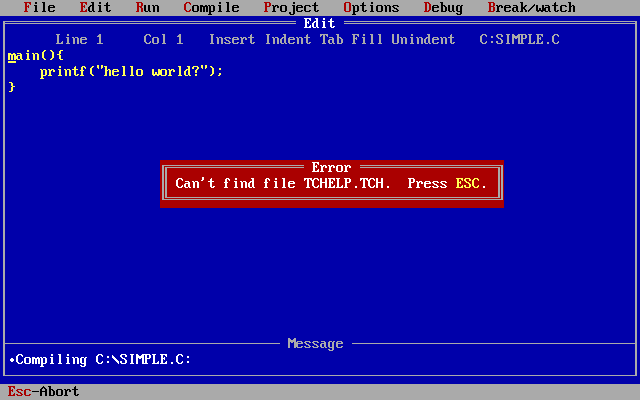 File Edit Run Compile Project Options Debug Break/watch
Edit
Line 1 Col 1 Insert Indent Tab Fill Unindent C:SIMPLE.C
main(){
printf("hello world?");
}
Error
Can't find file TCHELP.TCH. Press ESC.
Message
•Compiling C:\SIMPLE.C:
Esc-Abort